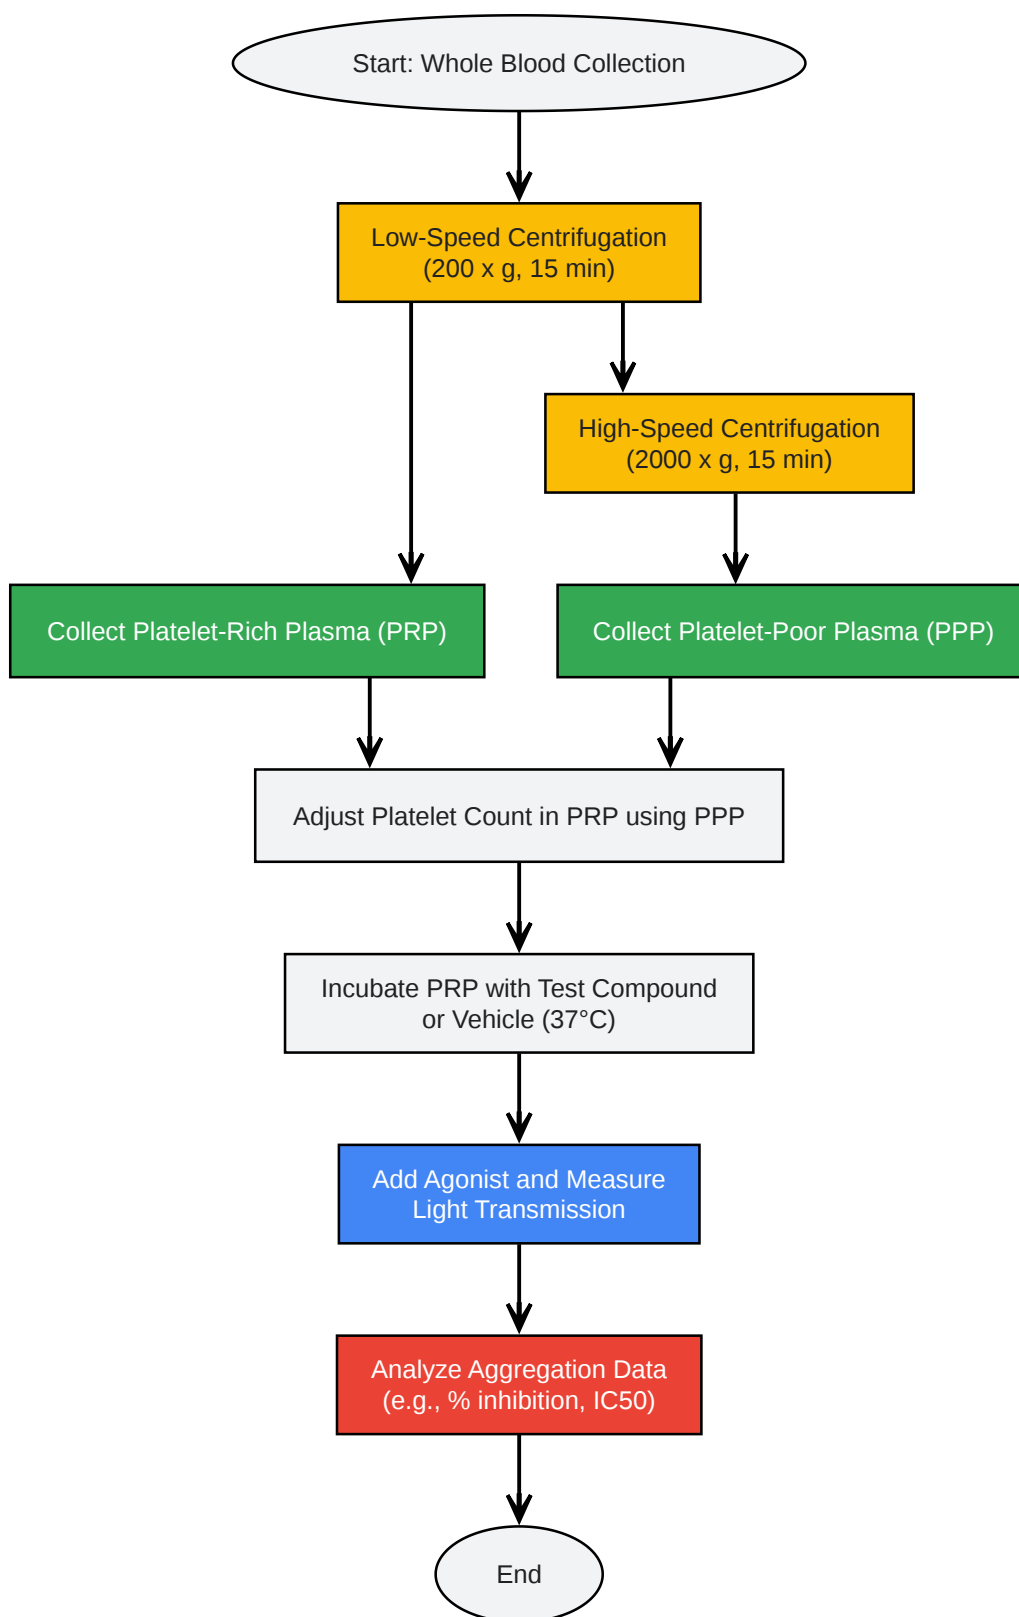 Start: Whole Blood Collection
Low-Speed Centrifugation
(200 x g, 15 min)
High-Speed Centrifugation
(2000 x g, 15 min)
Collect Platelet-Rich Plasma (PRP)
Collect Platelet-Poor Plasma (PPP)
Adjust Platelet Count in PRP using PPP
Incubate PRP with Test Compound
or Vehicle (37°C)
Add Agonist and Measure
Light Transmission
Analyze Aggregation Data
(e.g., % inhibition, IC50)
End